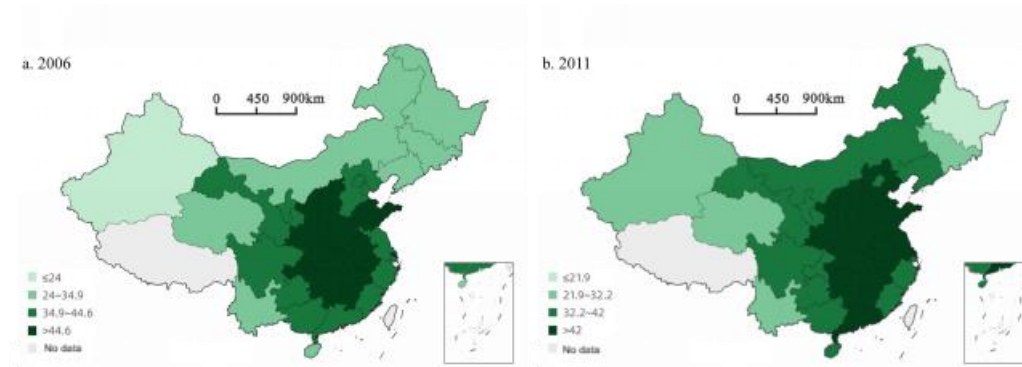 a. 2006
0 450 900km
≤24
24–34.9
34.9–44.6
>44.6
No data
b. 2011
0 450 900km
≤21.9
21.9–32.2
32.2–42
>42
No data